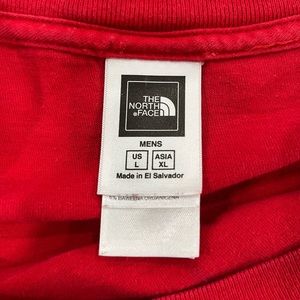 THE
NORTH
FACE
MENS
US ASIA
L XL
Made in El Salvador